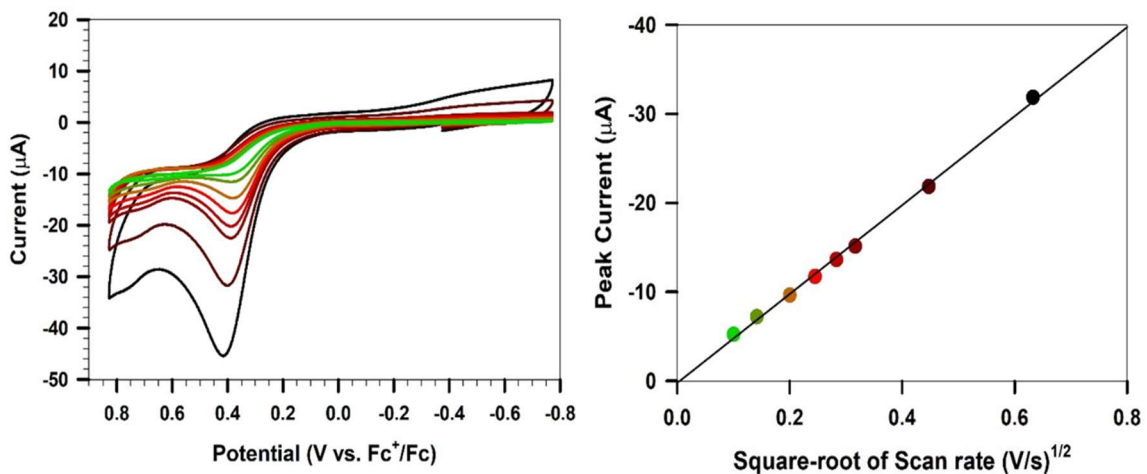 20
10
0
-10
-20
-30
-40
-50
Current (μA)
0.8 0.6 0.4 0.2 0.0 -0.2 -0.4 -0.6 -0.8
Potential (V vs. Fc⁺/Fc)
-40
-30
-20
-10
0
Peak Current (μA)
0.0 0.2 0.4 0.6 0.8
Square-root of Scan rate (V/s)¹/²